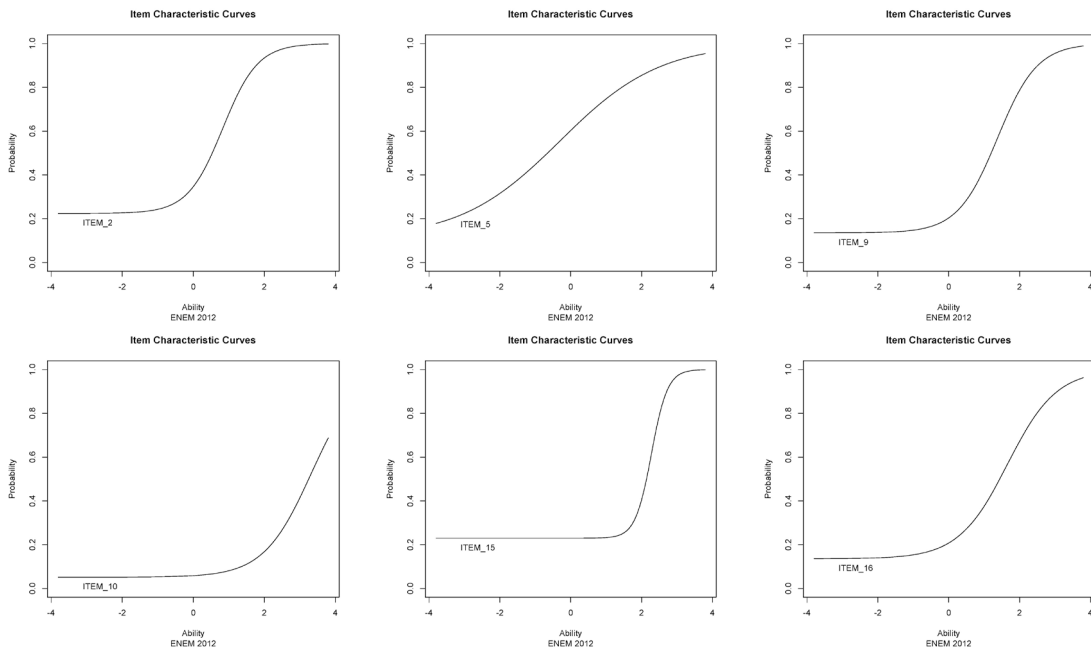 Item Characteristic Curves
Probability
1.0
0.8
0.6
0.4
0.2
0.0
ITEM_2
-4 -2 0 2 4
Ability
ENEM 2012
Item Characteristic Curves
Probability
1.0
0.8
0.6
0.4
0.2
0.0
ITEM_5
-4 -2 0 2 4
Ability
ENEM 2012
Item Characteristic Curves
Probability
1.0
0.8
0.6
0.4
0.2
0.0
ITEM_9
-4 -2 0 2 4
Ability
ENEM 2012
Item Characteristic Curves
Probability
1.0
0.8
0.6
0.4
0.2
0.0
ITEM_10
-4 -2 0 2 4
Ability
ENEM 2012
Item Characteristic Curves
Probability
1.0
0.8
0.6
0.4
0.2
0.0
ITEM_15
-4 -2 0 2 4
Ability
ENEM 2012
Item Characteristic Curves
Probability
1.0
0.8
0.6
0.4
0.2
0.0
ITEM_16
-4 -2 0 2 4
Ability
ENEM 2012